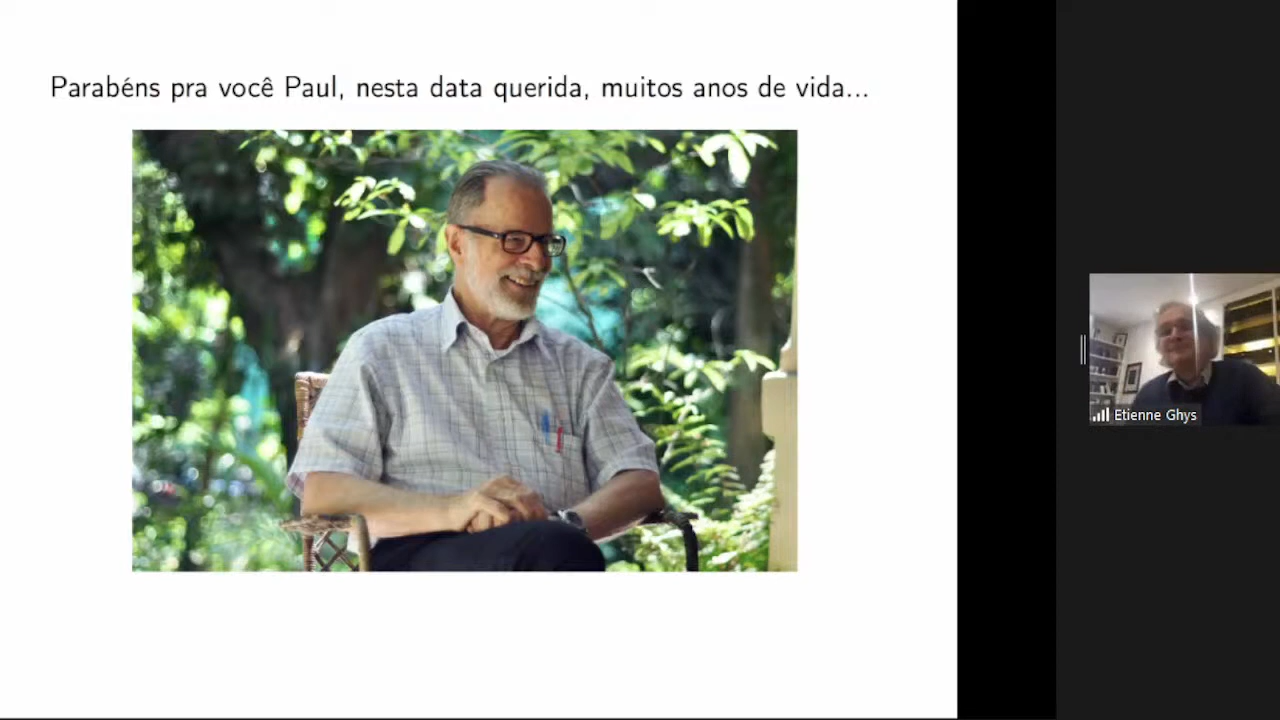 Parabéns pra você Paul, nesta data querida, muitos anos de vida...
Etienne Ghys